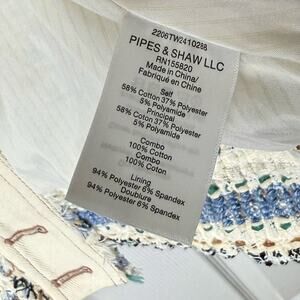 2206TW2410288
PIPES & SHAW LLC
RN155820
Made in China/
Fabriqué en Chine
Self
58% Cotton 37% Polyester
5% Polyamide
Principal
58% Cotton 37% Polyester
5% Polyamide
Combo
100% Cotton
Combo
100% Coton
Lining
94% Polyester 6% Spandex
Doublure
94% Polyester 6% Spandex